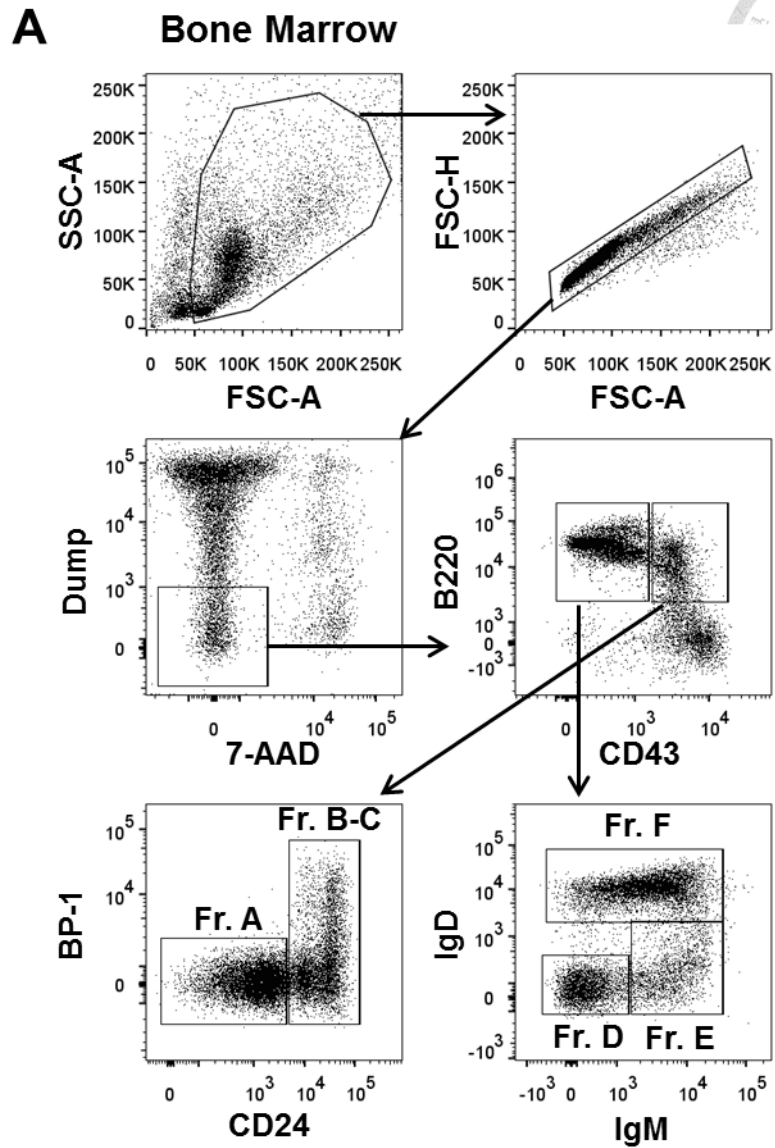 A Bone Marrow
250K
200K
150K
100K
50K
0
SSC-A
0 50K 100K 150K 200K 250K
FSC-A
250K
200K
150K
100K
50K
0
FSC-H
0 50K 100K 150K 200K 250K
FSC-A
10^5
10^4
10^3
0
Dump
0 10^4 10^5
7-AAD
10^6
10^5
10^4
10^3
0
-10^3
B220
0 10^3 10^4
CD43
Fr. B-C
Fr. A
10^5
10^4
10^3
0
BP-1
0 10^3 10^4 10^5
CD24
Fr. F
Fr. D Fr. E
10^5
10^4
10^3
0
-10^3
IgD
-10^3 0 10^3 10^4 10^5
IgM